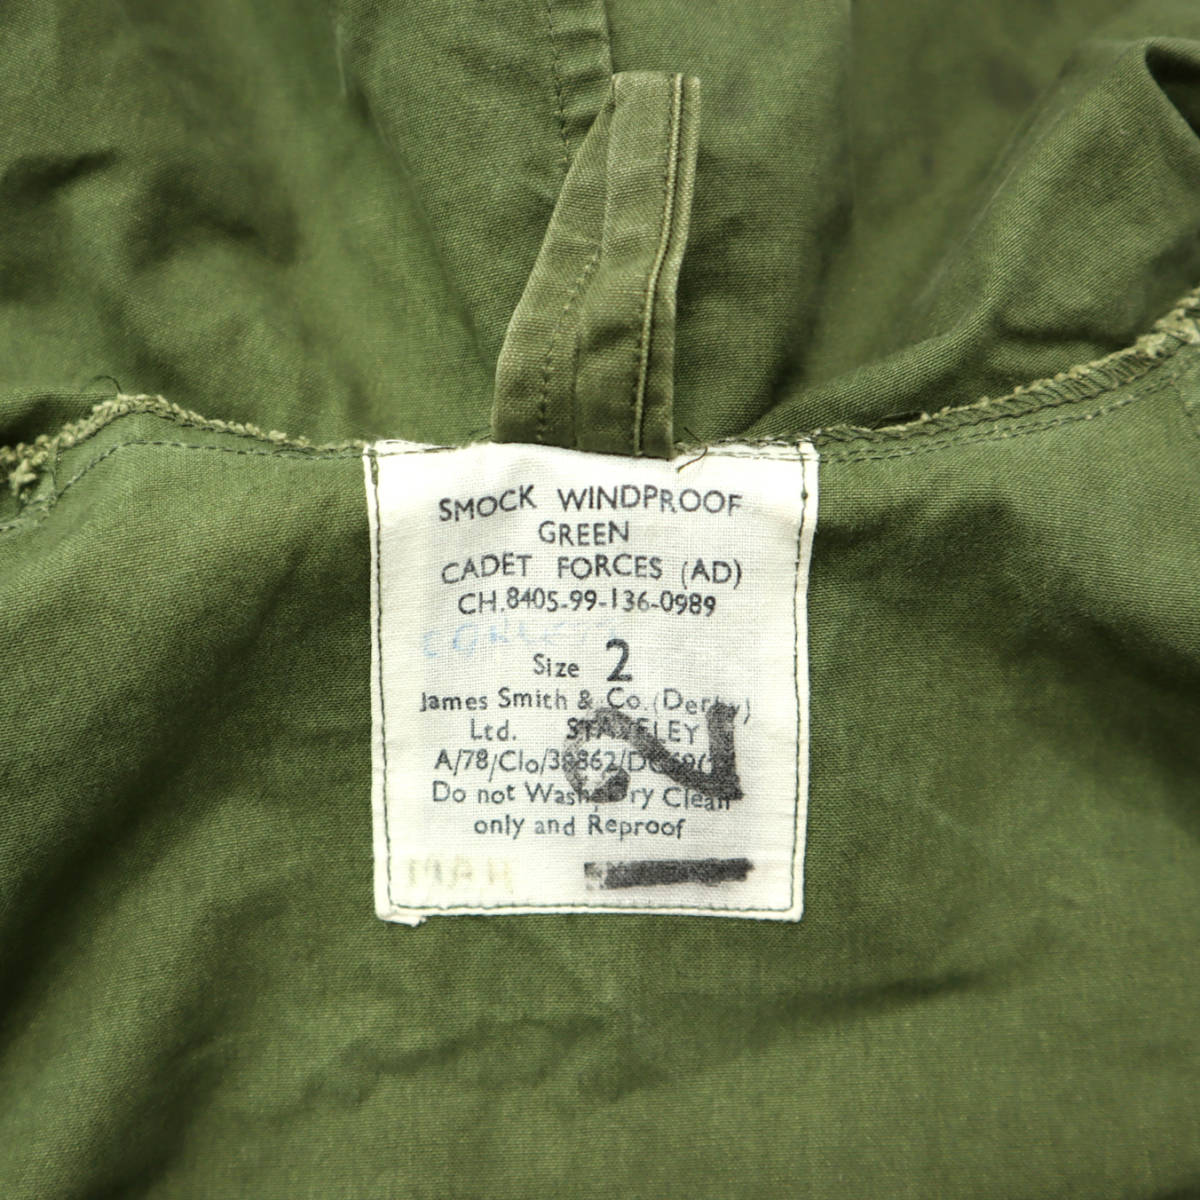 SMOCK WINDPROOF
GREEN
CADET FORCES (AD)
CH.8405-99-136-0989
Size 2
James Smith & Co.(Derby)
Ltd. STAVELEY
Do not Wash, Dry Clean
only and Reproof